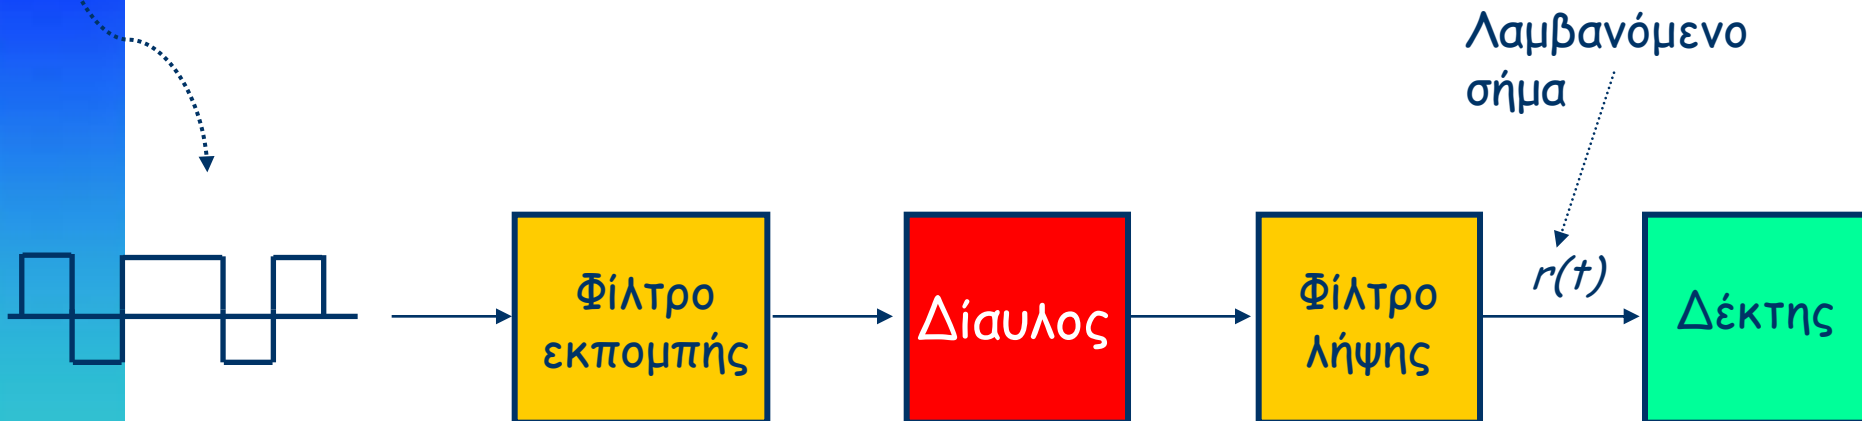 Λαμβανόμενο
σήμα
Φίλτρο
εκπομπής
Δίαυλος
Φίλτρο
λήψης
r(t)
Δέκτης